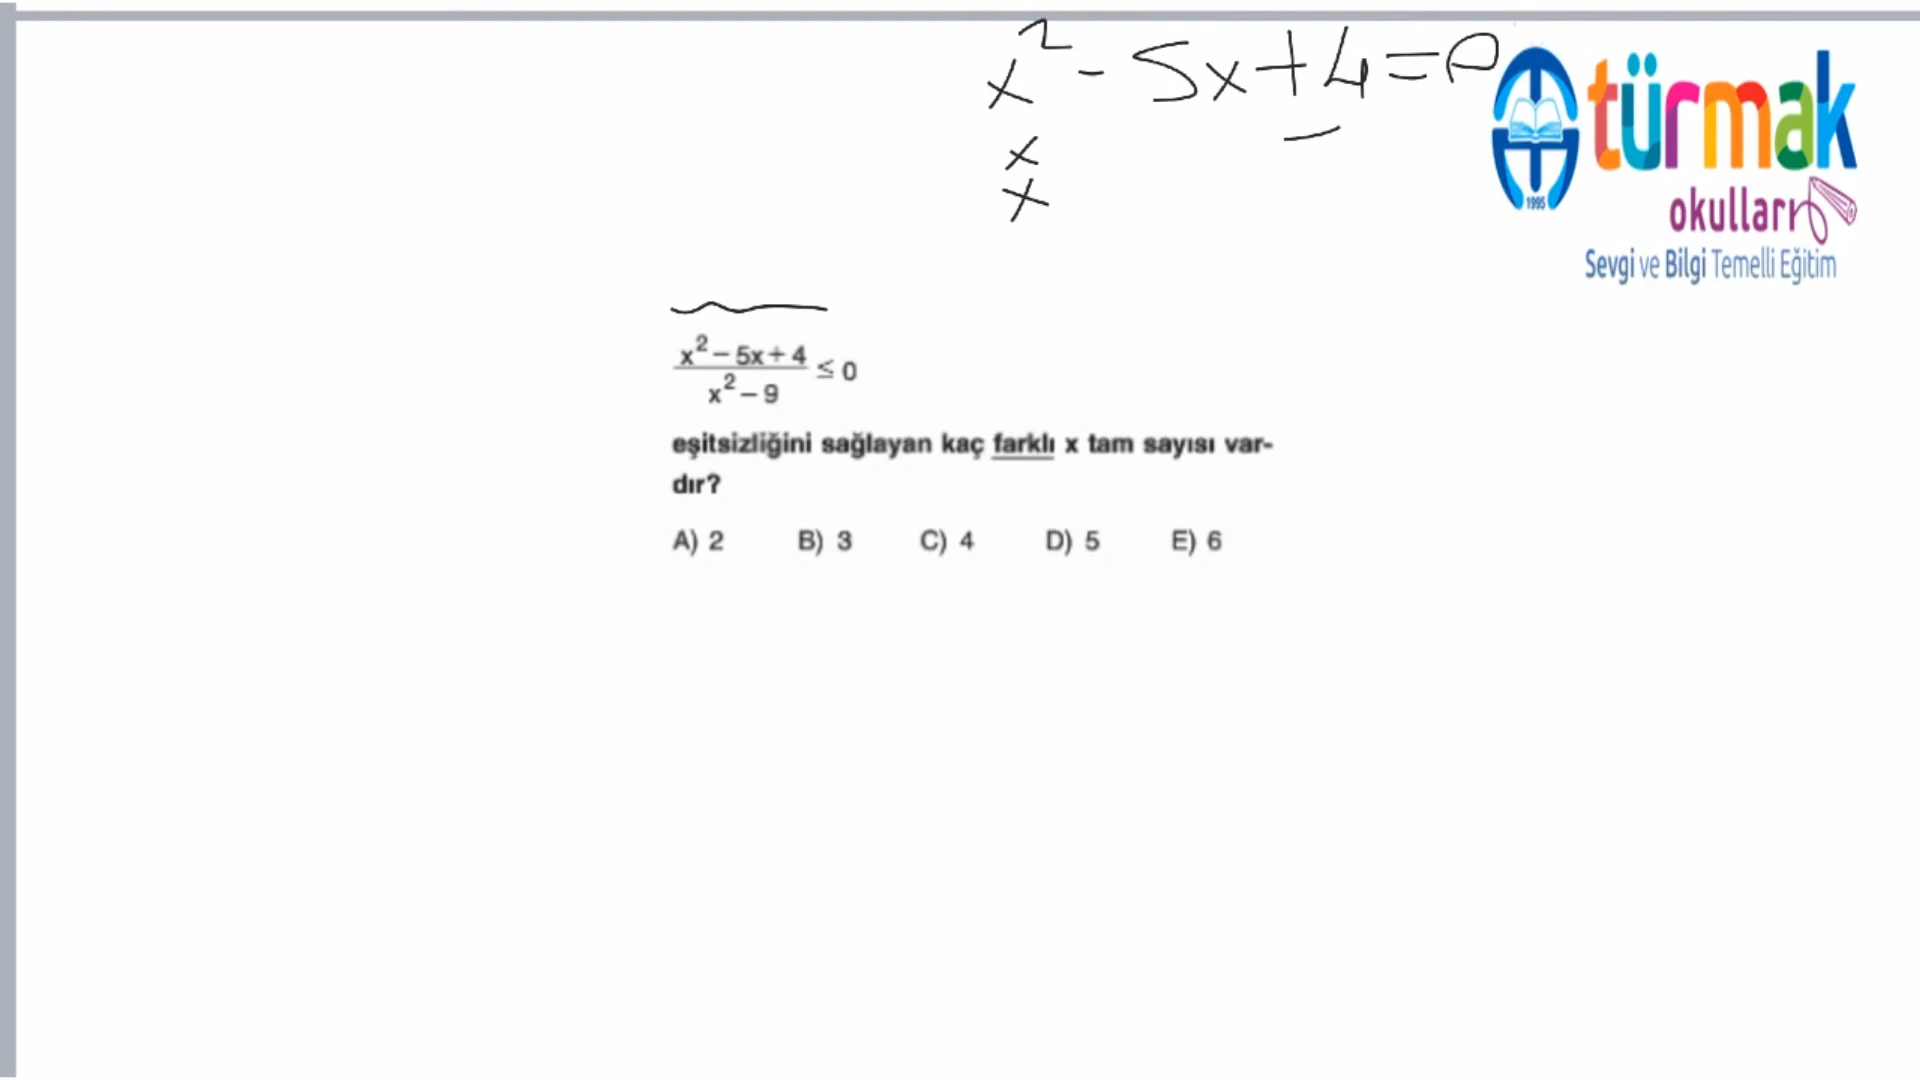 x² - 5x + 4 = 0
x
x
türmak
okulları
1995
Sevgi ve Bilgi Temelli Eğitim
x² − 5x + 4
x² − 9
≤ 0
eşitsizliğini sağlayan kaç farklı x tam sayısı var-
dır?
A) 2 B) 3 C) 4 D) 5 E) 6